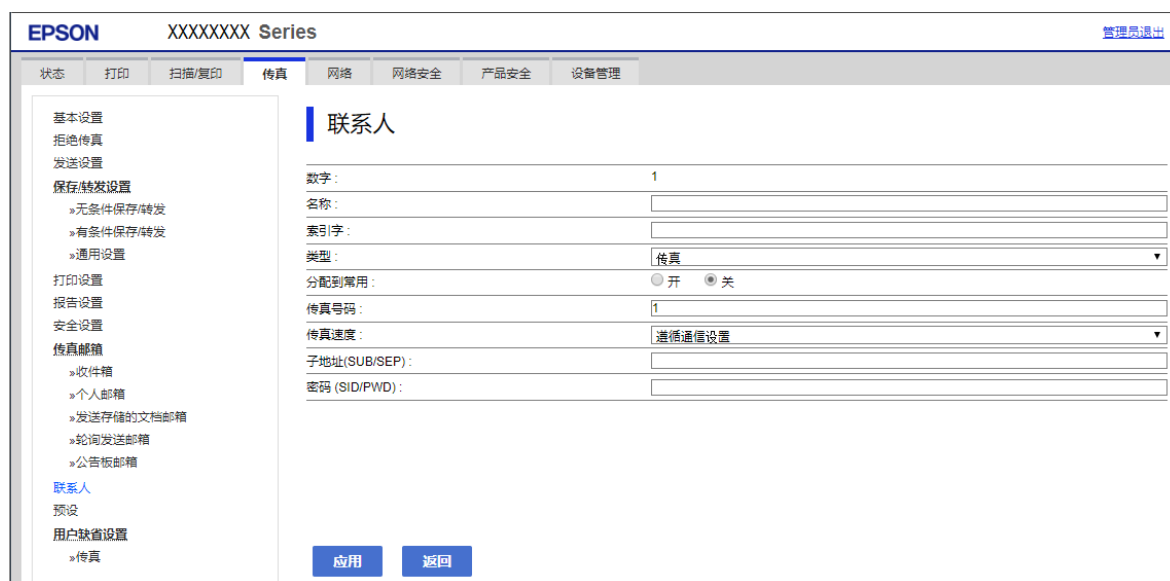 EPSON XXXXXXXX Series 管理员退出
状态 打印 扫描/复印 传真 网络 网络安全 产品安全 设备管理
基本设置
拒绝传真
发送设置
保存/转发设置
»无条件保存/转发
»有条件保存/转发
»通用设置
打印设置
报告设置
安全设置
传真邮箱
»收件箱
»个人邮箱
»发送存储的文档邮箱
»轮询发送邮箱
»公告板邮箱
联系人
预设
用户缺省设置
»传真
联系人
数字 : 1
名称 :
索引字 :
类型 : 传真
分配到常用 : 开 关
传真号码 : 1
传真速度 : 遵循通信设置
子地址(SUB/SEP) :
密码 (SID/PWD) :
应用 返回